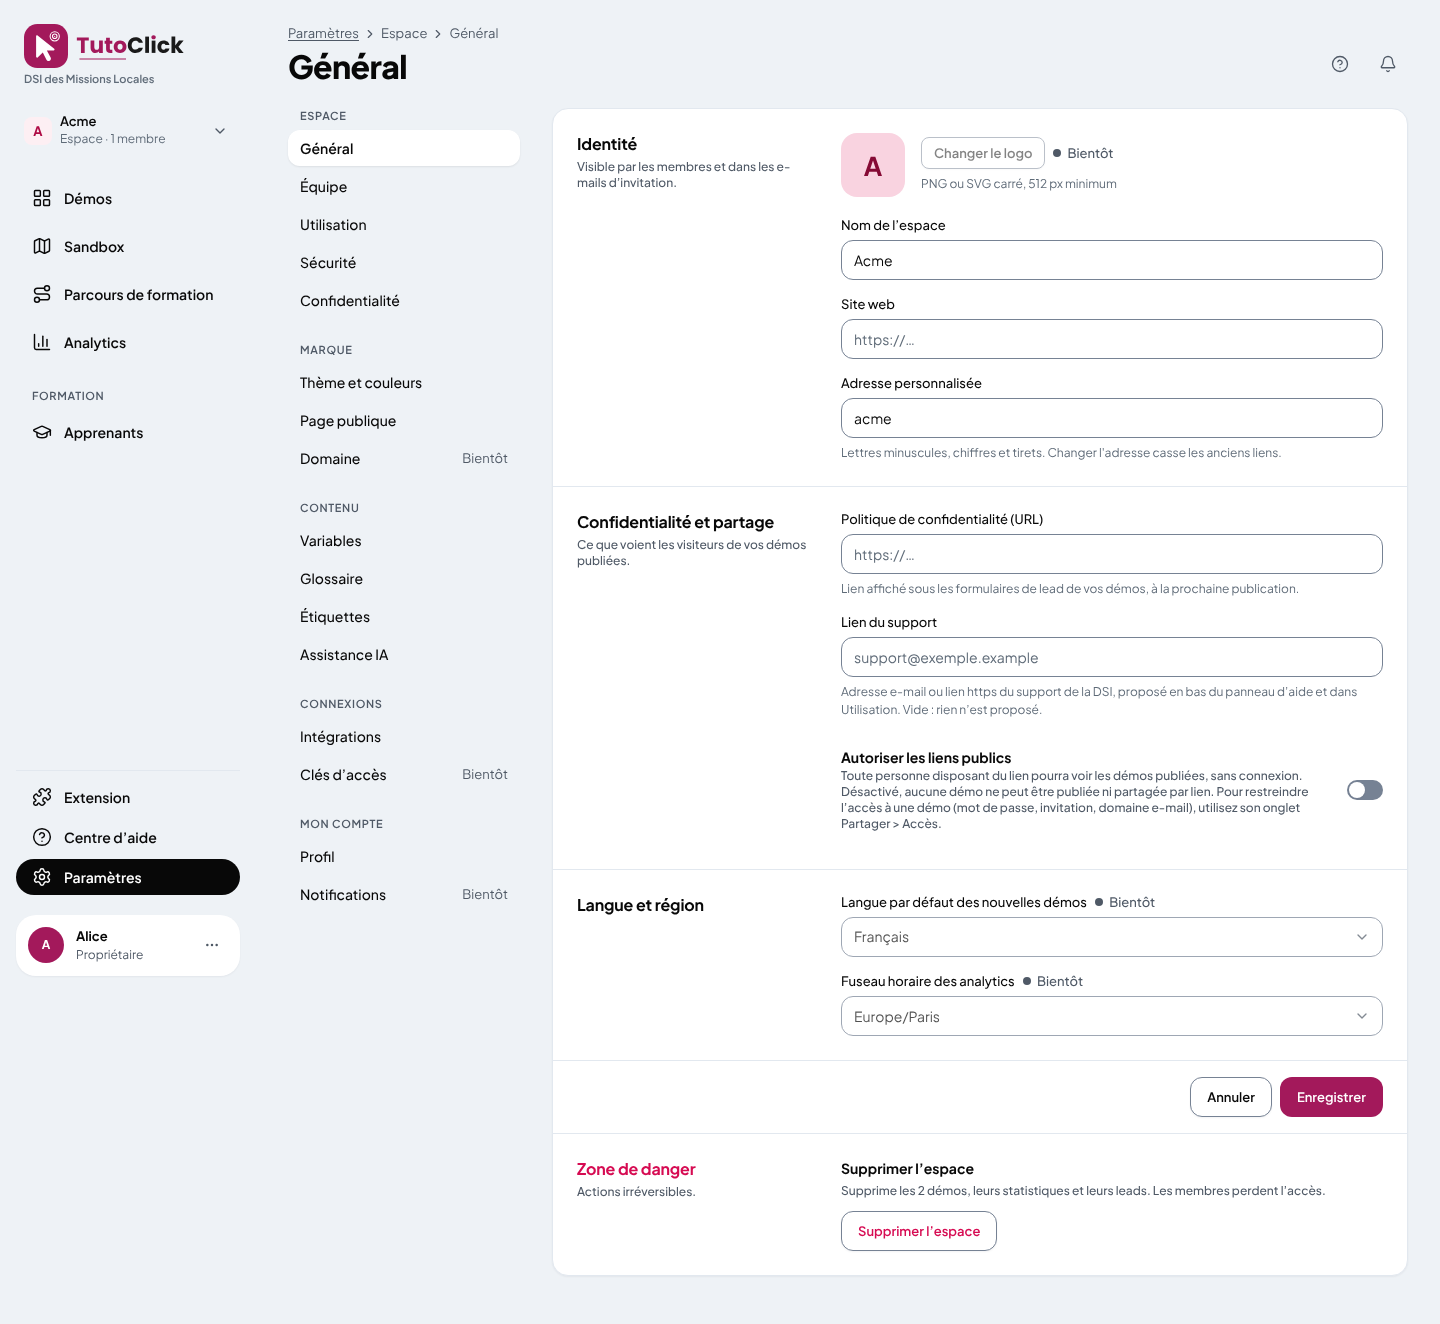 TutoClick
DSI des Missions Locales
A
Acme
Espace · 1 membre
Démos
Sandbox
Parcours de formation
Analytics
FORMATION
Apprenants
Extension
Centre d’aide
Paramètres
A
Alice
Propriétaire
Paramètres > Espace > Général
Général
ESPACE
Général
Équipe
Utilisation
Sécurité
Confidentialité
MARQUE
Thème et couleurs
Page publique
Domaine Bientôt
CONTENU
Variables
Glossaire
Étiquettes
Assistance IA
CONNEXIONS
Intégrations
Clés d’accès Bientôt
MON COMPTE
Profil
Notifications Bientôt
Identité
Visible par les membres et dans les e-
mails d’invitation.
A
Changer le logo Bientôt
PNG ou SVG carré, 512 px minimum
Nom de l’espace
Acme
Site web
https://…
Adresse personnalisée
acme
Lettres minuscules, chiffres et tirets. Changer l’adresse casse les anciens liens.
Confidentialité et partage
Ce que voient les visiteurs de vos démos
publiées.
Politique de confidentialité (URL)
https://…
Lien affiché sous les formulaires de lead de vos démos, à la prochaine publication.
Lien du support
support@exemple.example
Adresse e-mail ou lien https du support de la DSI, proposé en bas du panneau d’aide et dans
Utilisation. Vide : rien n’est proposé.
Autoriser les liens publics
Toute personne disposant du lien pourra voir les démos publiées, sans connexion.
Désactivé, aucune démo ne peut être publiée ni partagée par lien. Pour restreindre
l’accès à une démo (mot de passe, invitation, domaine e-mail), utilisez son onglet
Partager > Accès.
Langue et région
Langue par défaut des nouvelles démos Bientôt
Français
Fuseau horaire des analytics Bientôt
Europe/Paris
Annuler
Enregistrer
Zone de danger
Actions irréversibles.
Supprimer l’espace
Supprime les 2 démos, leurs statistiques et leurs leads. Les membres perdent l’accès.
Supprimer l’espace